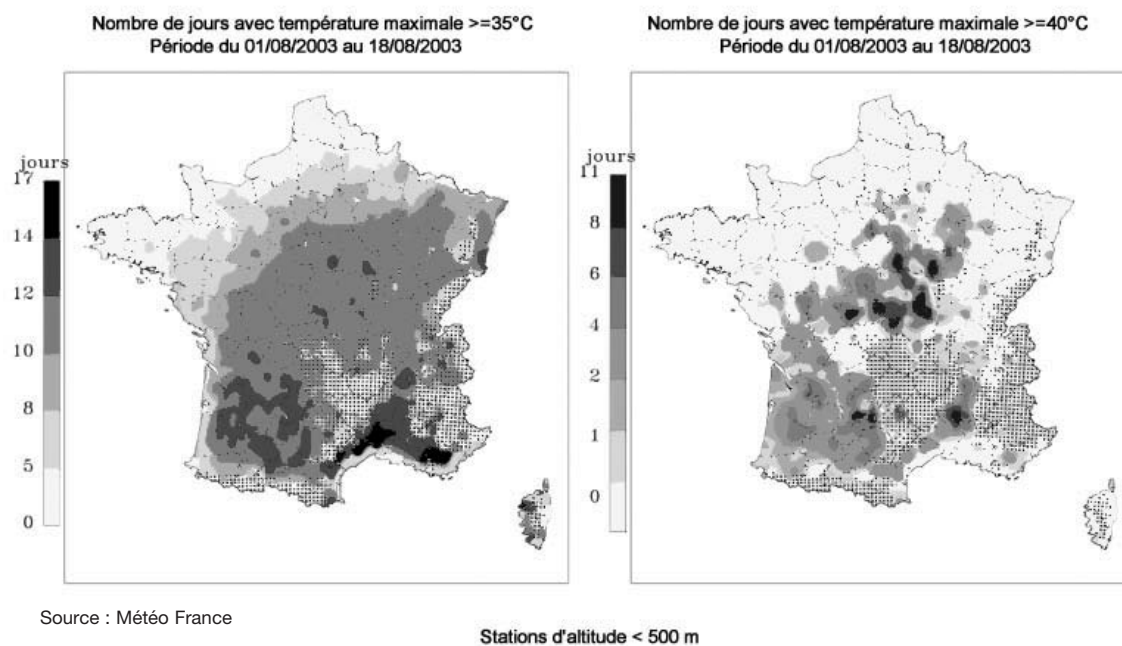 Nombre de jours avec température maximale >=35°C
Période du 01/08/2003 au 18/08/2003
jours
17
14
12
10
8
5
0
Nombre de jours avec température maximale >=40°C
Période du 01/08/2003 au 18/08/2003
jours
11
8
6
4
2
1
0
Source : Météo France
Stations d'altitude < 500 m